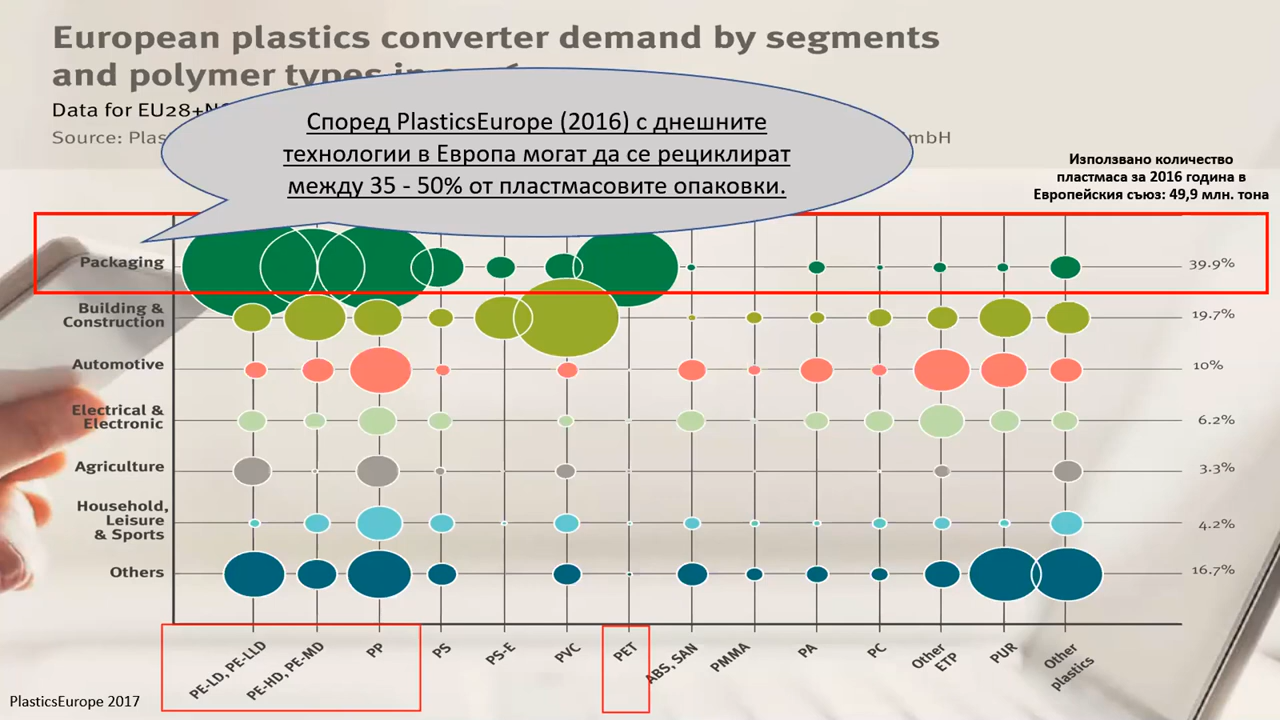 European plastics converter demand by segments
and polymer types in
Data for EU28+
Source:
Според PlasticsEurope (2016) с днешните
технологии в Европа могат да се рециклират
между 35 - 50% от пластмасовите опаковки.
Използвано количество
пластмаса за 2016 година в
Европейския съюз: 49,9 млн. тона
Packaging
39.9%
Building &
Construction
19.7%
Automotive
10%
Electrical &
Electronic
6.2%
Agriculture
3.3%
Household,
Leisure
& Sports
4.2%
Others
16.7%
PE-LD, PE-LLD
PE-HD, PE-MD
PP
PS
PS-E
PVC
PET
ABS, SAN
PMMA
PA
PC
Other
ETP
PUR
Other
plastics
PlasticsEurope 2017